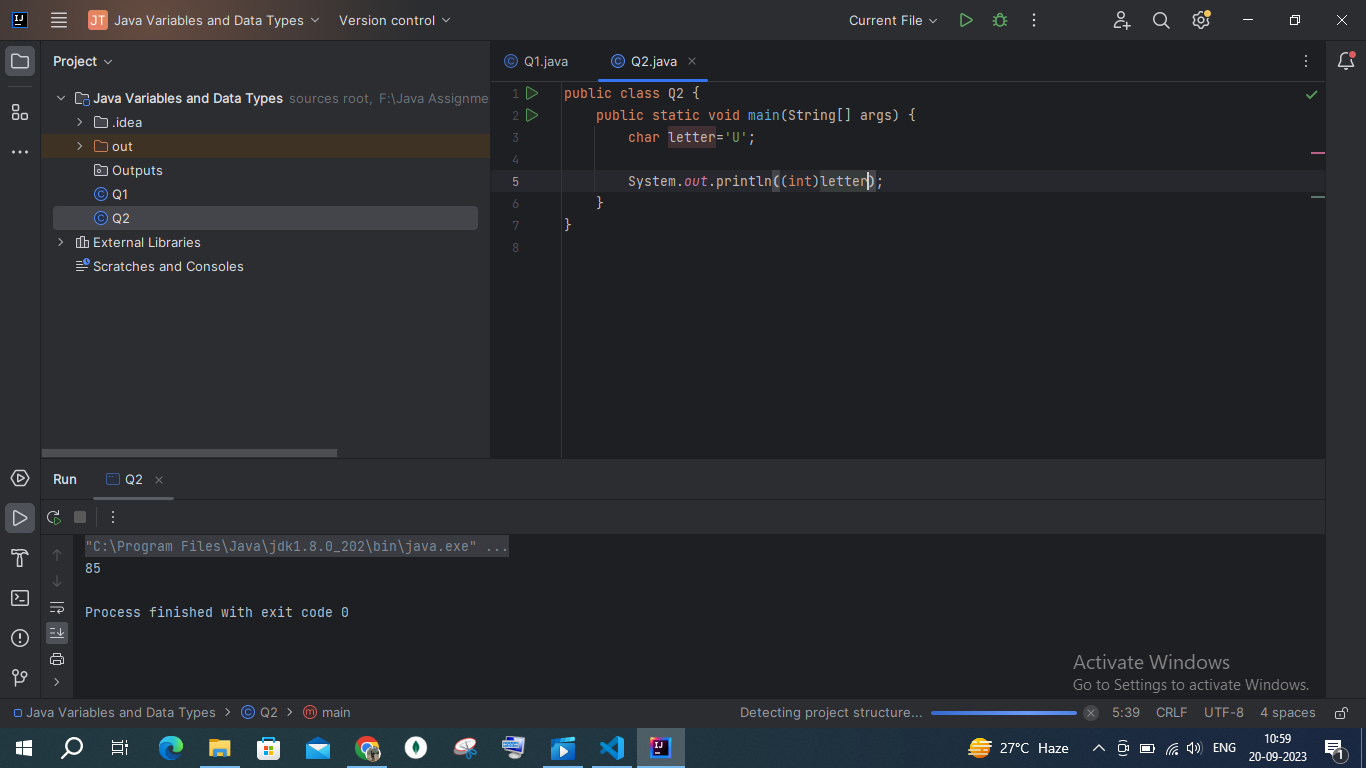 JT Java Variables and Data Types Version control Current File
Project
Q1.java Q2.java
Java Variables and Data Types sources root, F:\Java Assignme
.idea
out
Outputs
Q1
Q2
External Libraries
Scratches and Consoles
1 public class Q2 {
2 public static void main(String[] args) {
3 char letter='U';
4
5 System.out.println((int)letter);
6 }
7 }
8
Run Q2
"C:\Program Files\Java\jdk1.8.0_202\bin\java.exe" ...
85
Process finished with exit code 0
Activate Windows
Go to Settings to activate Windows.
Java Variables and Data Types > Q2 > main Detecting project structure... 5:39 CRLF UTF-8 4 spaces
27°C Haze ENG 10:59
20-09-2023 1